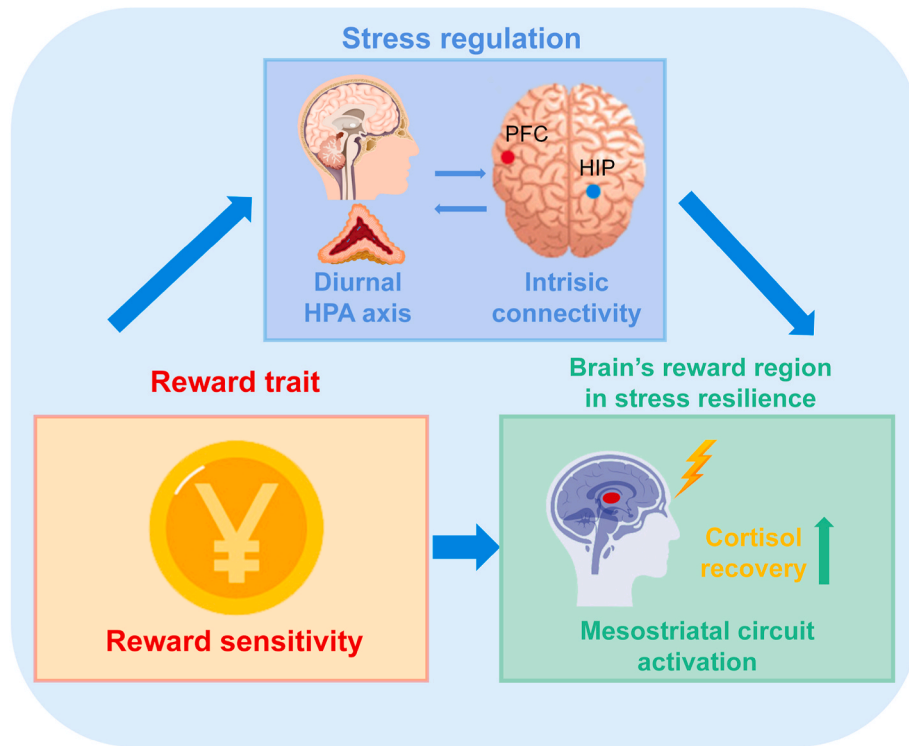 Stress regulation
PFC
HIP
Diurnal
HPA axis
Intrisic
connectivity
Reward trait
Brain's reward region
in stress resilience
¥
Reward sensitivity
Cortisol
recovery
Mesostriatal circuit
activation